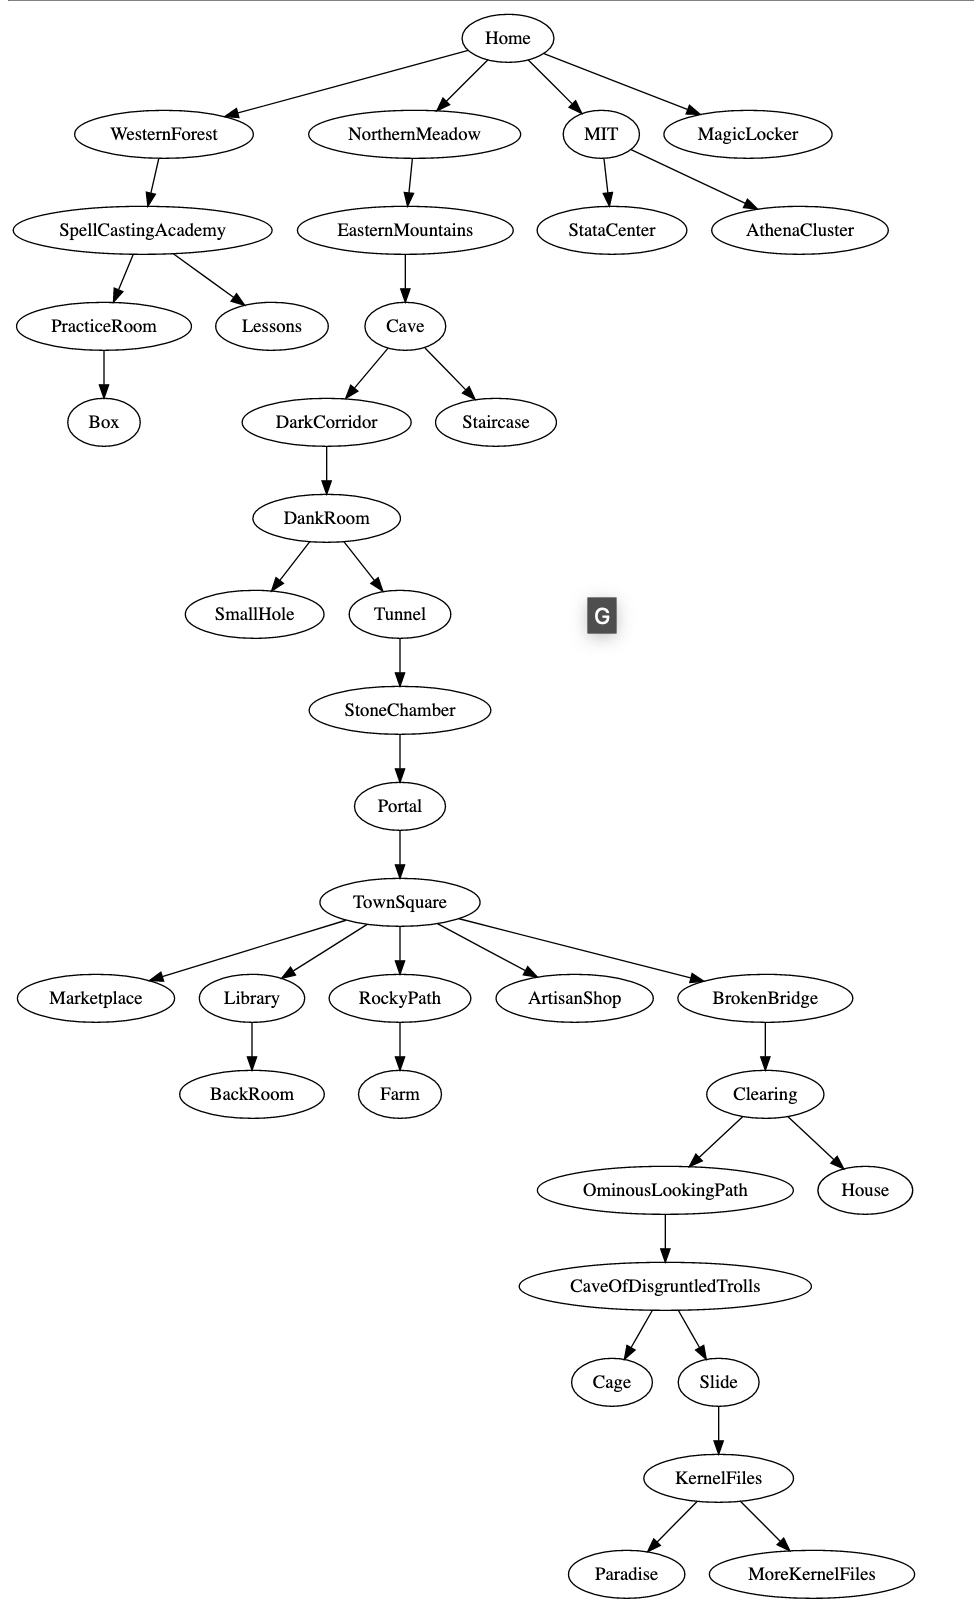 Home
WesternForest
NorthernMeadow
MIT
MagicLocker
SpellCastingAcademy
EasternMountains
StataCenter
AthenaCluster
PracticeRoom
Lessons
Cave
Box
DarkCorridor
Staircase
DankRoom
SmallHole
Tunnel
G
StoneChamber
Portal
TownSquare
Marketplace
Library
RockyPath
ArtisanShop
BrokenBridge
BackRoom
Farm
Clearing
OminousLookingPath
House
CaveOfDisgruntledTrolls
Cage
Slide
KernelFiles
Paradise
MoreKernelFiles